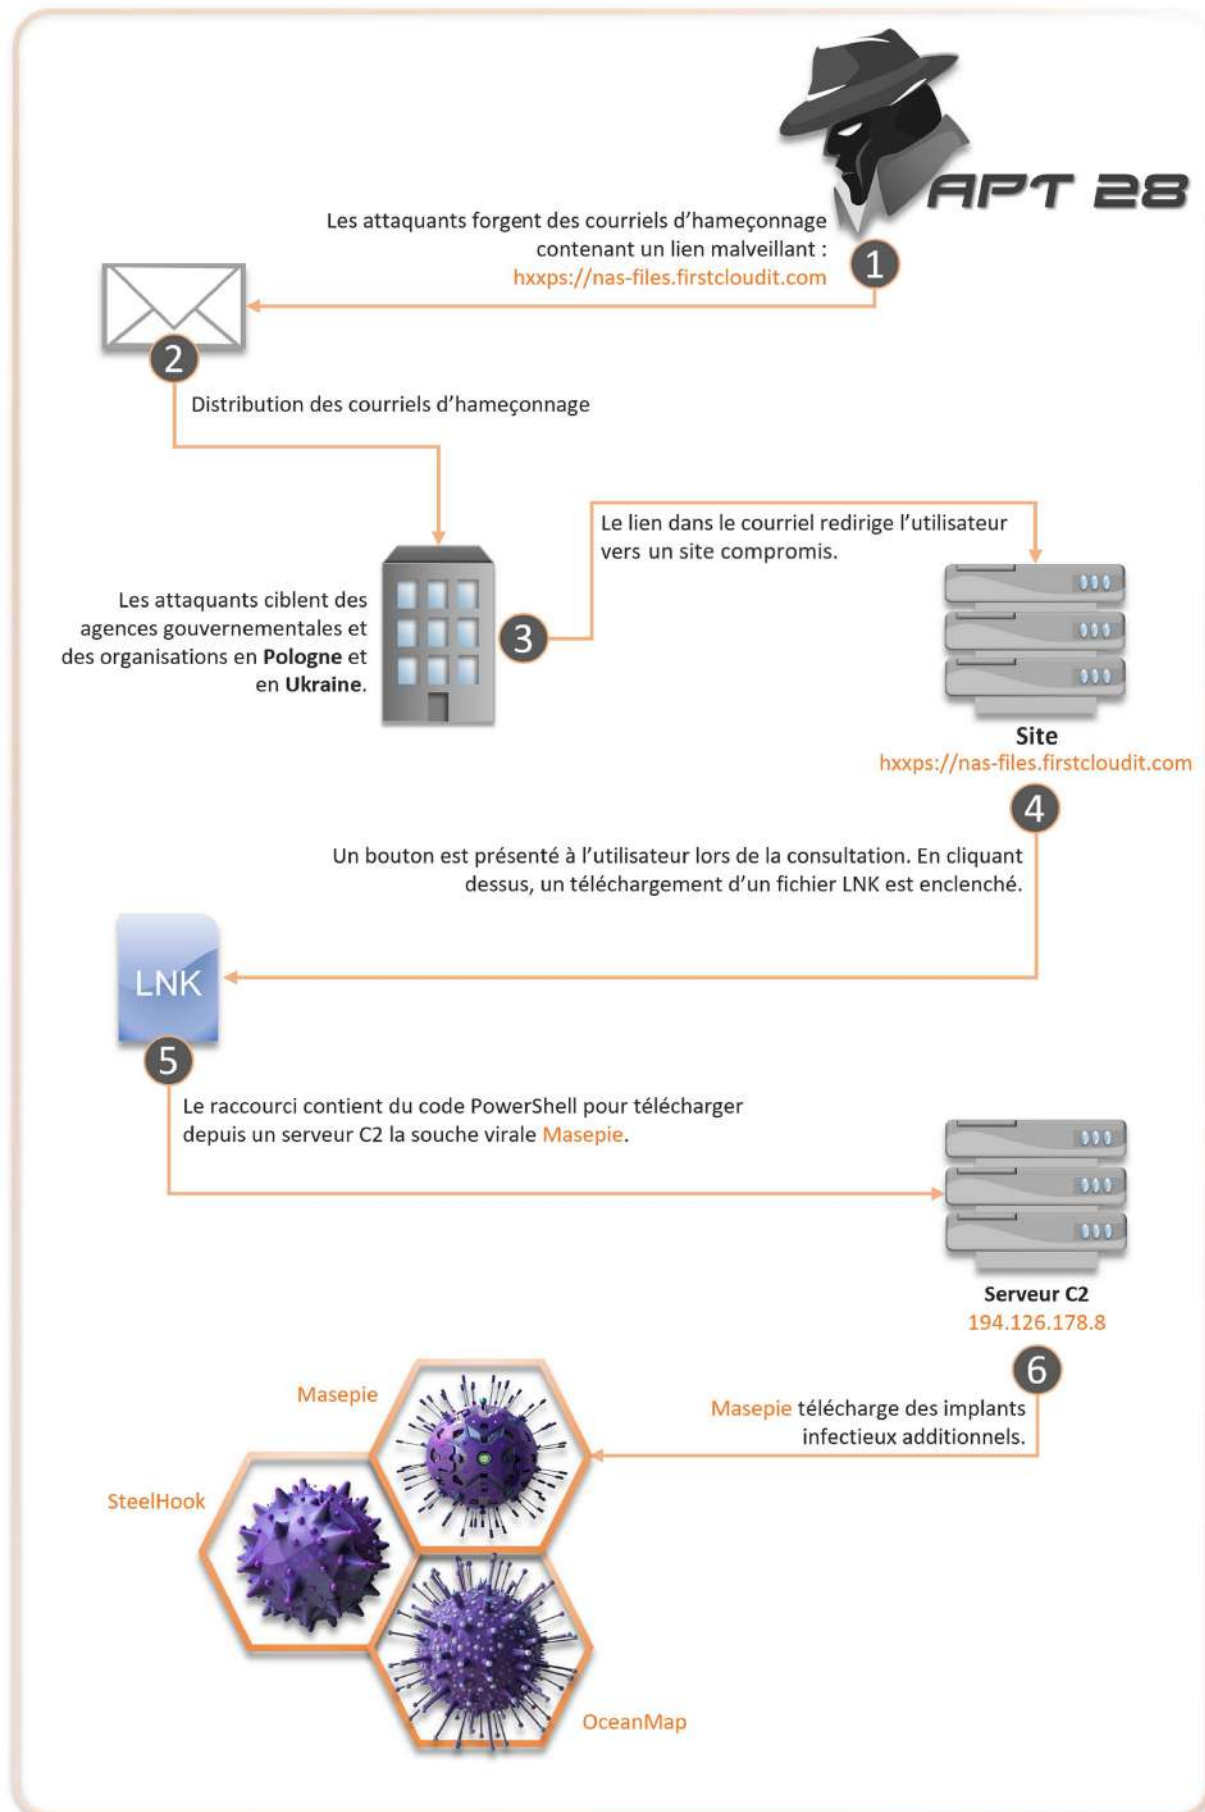 APT 28
Les attaquants forgent des courriels d’hameçonnage
contenant un lien malveillant :
hxxps://nas-files.firstcloudit.com
1
2
Distribution des courriels d’hameçonnage
Le lien dans le courriel redirige l’utilisateur
vers un site compromis.
Les attaquants ciblent des
agences gouvernementales et
des organisations en Pologne et
en Ukraine.
3
Site
hxxps://nas-files.firstcloudit.com
4
Un bouton est présenté à l’utilisateur lors de la consultation. En cliquant
dessus, un téléchargement d’un fichier LNK est enclenché.
LNK
5
Le raccourci contient du code PowerShell pour télécharger
depuis un serveur C2 la souche virale Masepie.
Serveur C2
194.126.178.8
6
Masepie télécharge des implants
infectieux additionnels.
Masepie
SteelHook
OceanMap